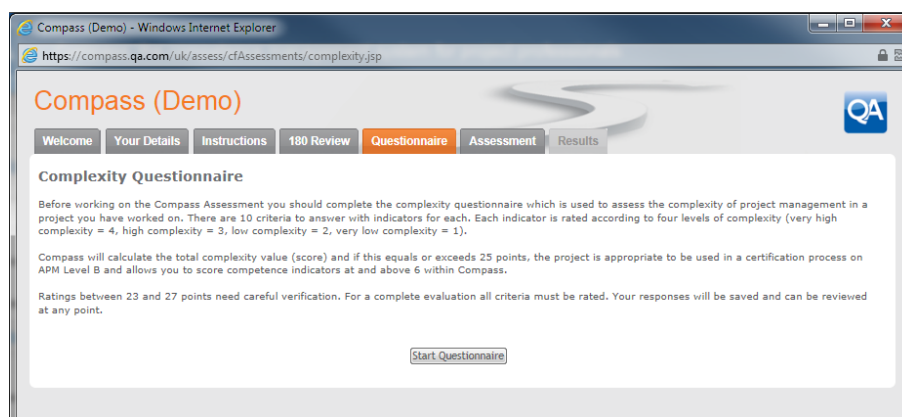 Compass (Demo) - Windows Internet Explorer
https://compass.qa.com/uk/assess/cfAssessments/complexity.jsp
Compass (Demo)
QA
Welcome Your Details Instructions 180 Review Questionnaire Assessment Results
Complexity Questionnaire
Before working on the Compass Assessment you should complete the complexity questionnaire which is used to assess the complexity of project management in a
project you have worked on. There are 10 criteria to answer with indicators for each. Each indicator is rated according to four levels of complexity (very high
complexity = 4, high complexity = 3, low complexity = 2, very low complexity = 1).
Compass will calculate the total complexity value (score) and if this equals or exceeds 25 points, the project is appropriate to be used in a certification process on
APM Level B and allows you to score competence indicators at and above 6 within Compass.
Ratings between 23 and 27 points need careful verification. For a complete evaluation all criteria must be rated. Your responses will be saved and can be reviewed
at any point.
Start Questionnaire